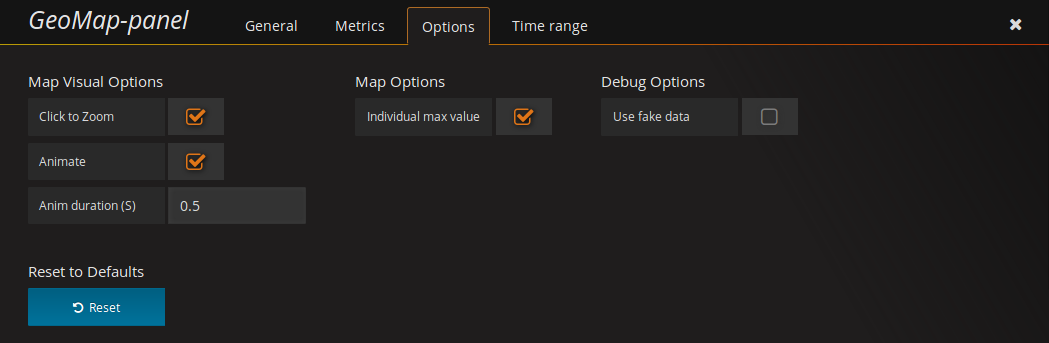 GeoMap-panel
General
Metrics
Options
Time range
Map Visual Options
Click to Zoom
Animate
Anim duration (S)
0.5
Map Options
Individual max value
Debug Options
Use fake data
Reset to Defaults
Reset